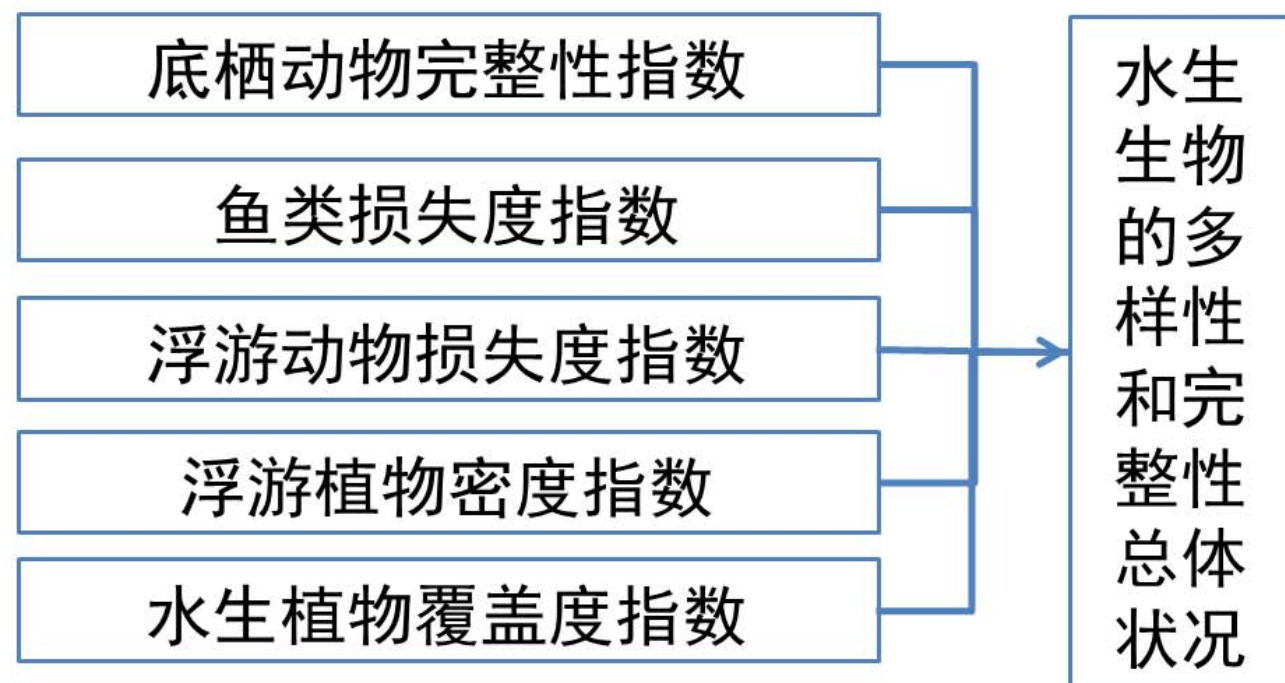 底栖动物完整性指数
鱼类损失度指数
浮游动物损失度指数
浮游植物密度指数
水生植物覆盖度指数
水生
生物
的多
样性
和完
整性
总体
状况